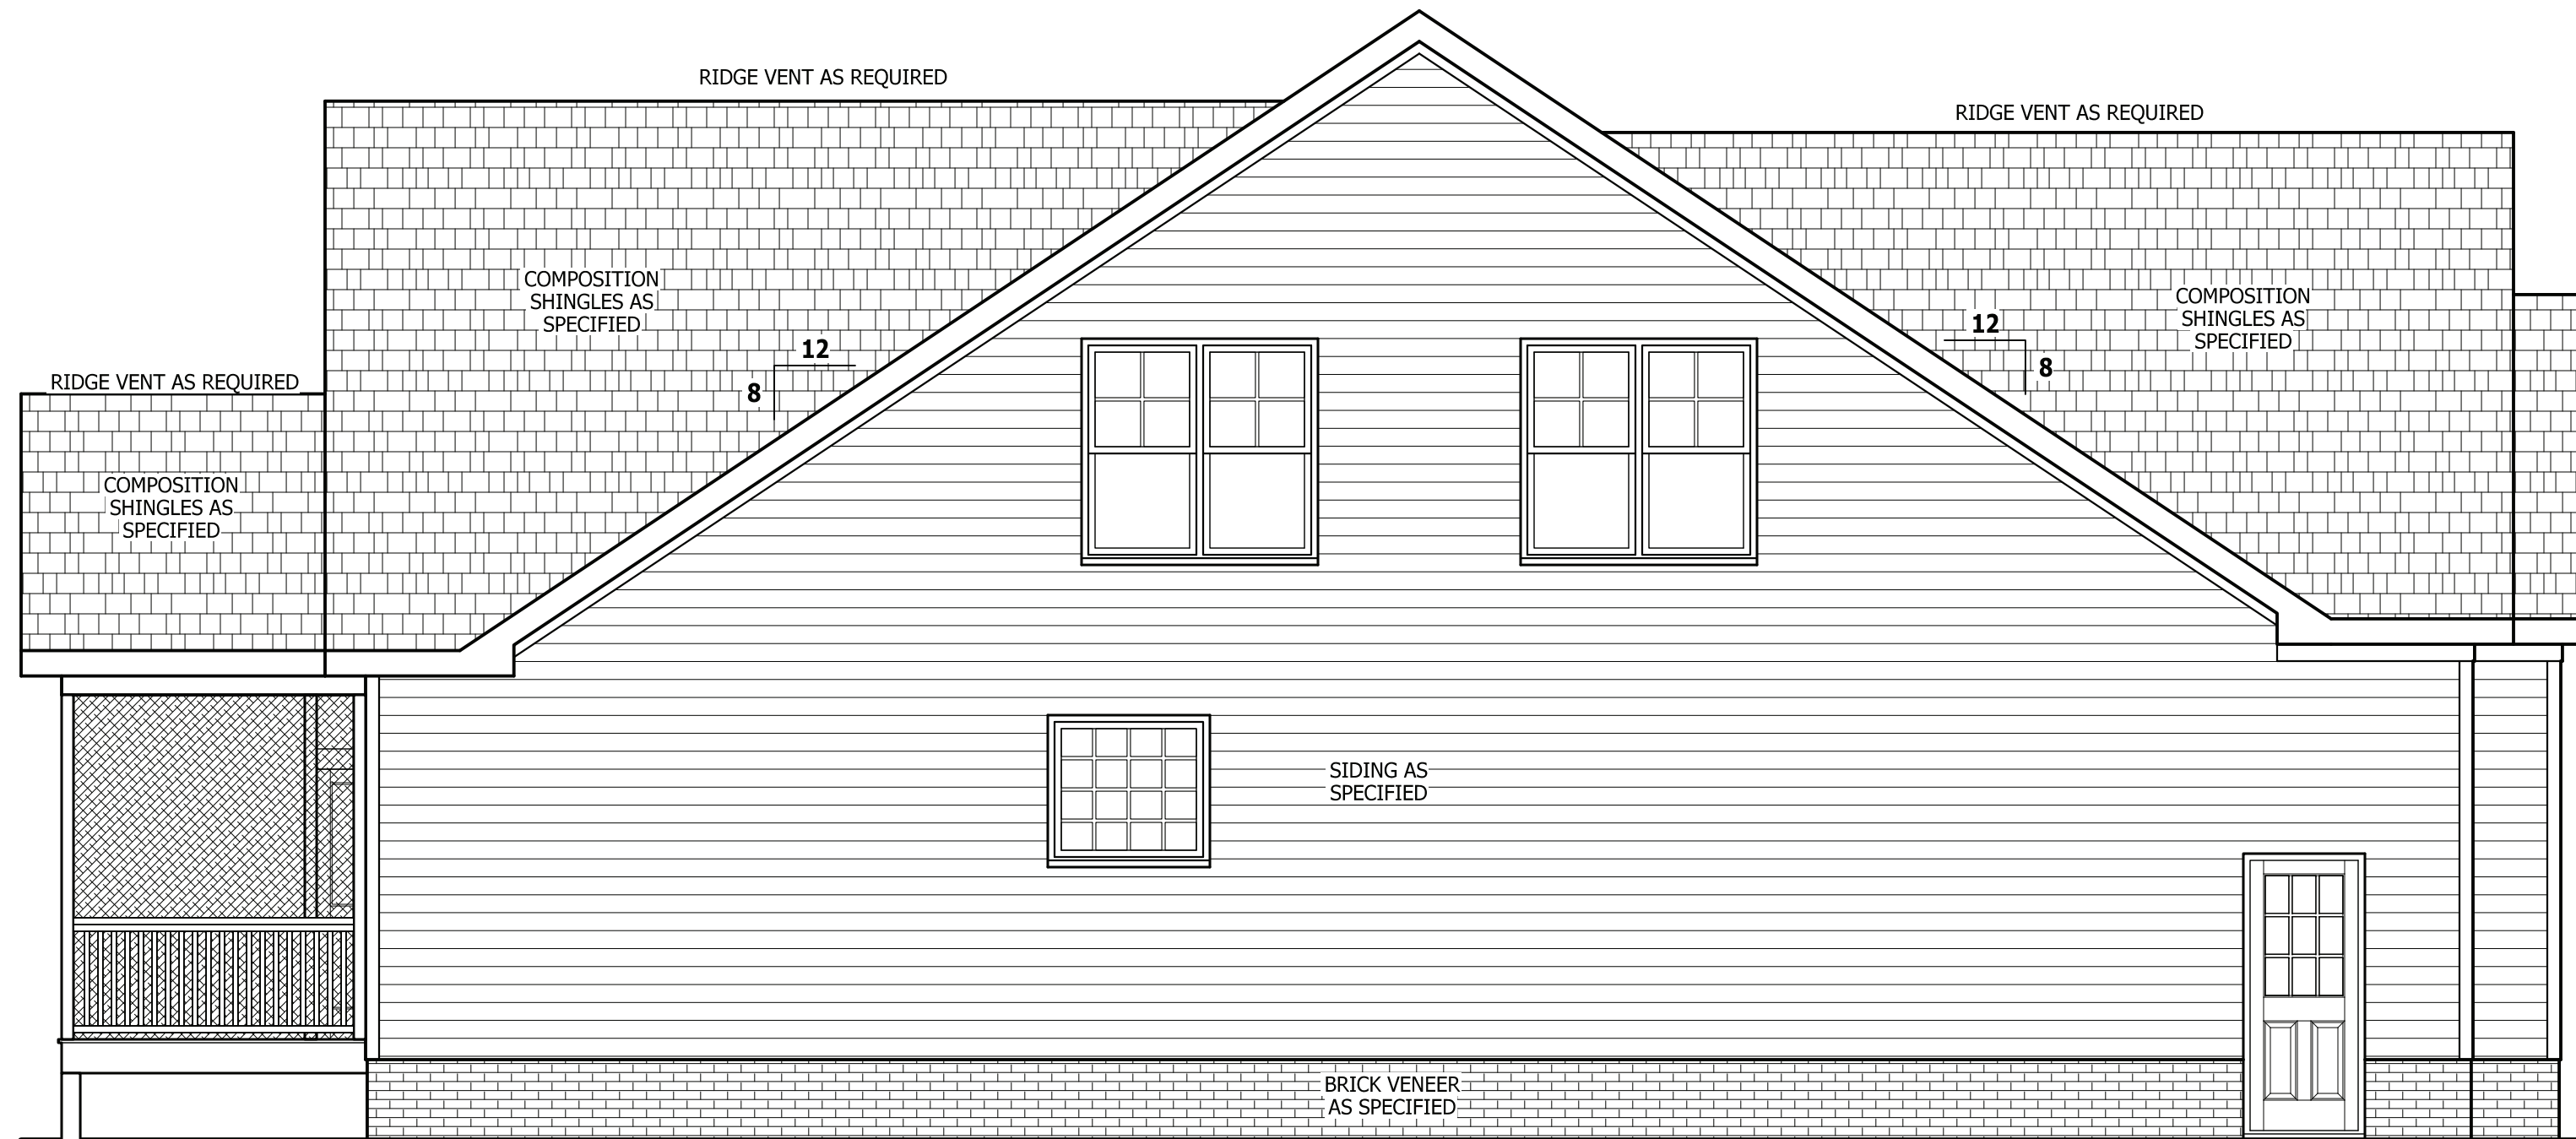 RIDGE VENT AS REQUIRED
RIDGE VENT AS REQUIRED
COMPOSITION
SHINGLES AS
SPECIFIED
COMPOSITION
SHINGLES AS
SPECIFIED
12
8
12
8
RIDGE VENT AS REQUIRED
COMPOSITION
SHINGLES AS
SPECIFIED
SIDING AS
SPECIFIED
BRICK VENEER
AS SPECIFIED